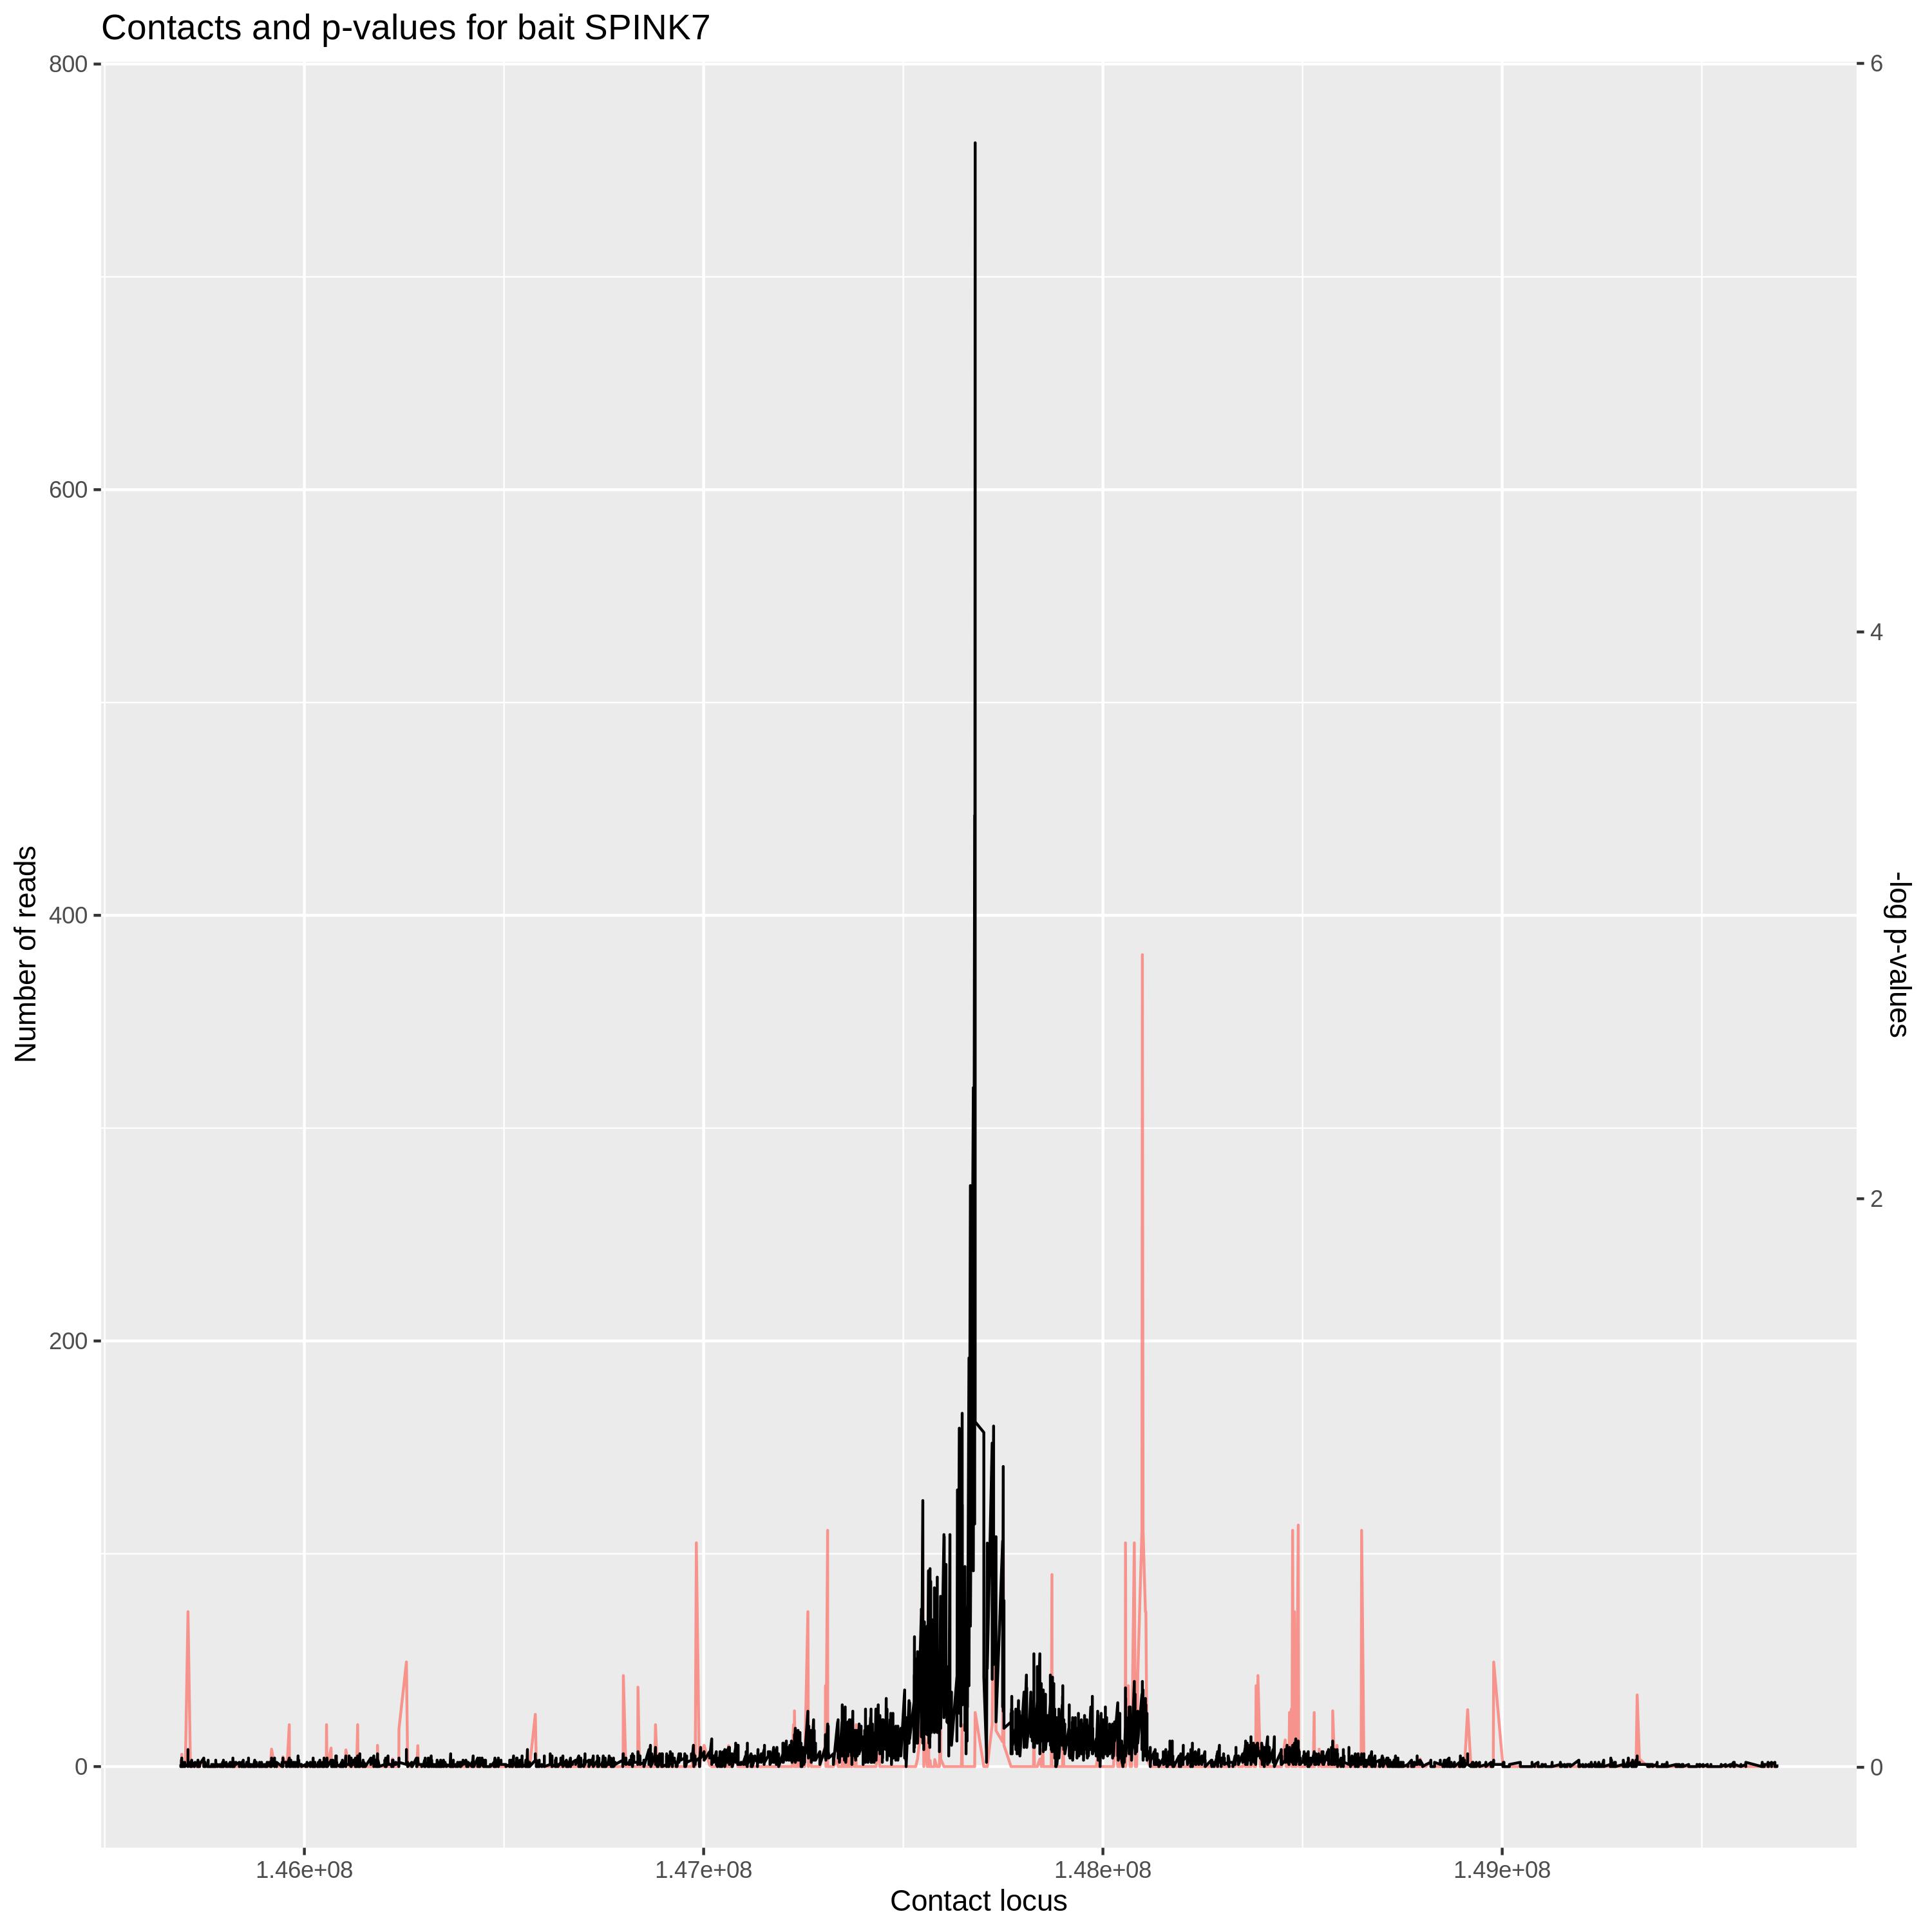 Contacts and p-values for bait SPINK7
800
600
400
200
0
Number of reads
6
4
2
0
-log p-values
1.46e+08
1.47e+08
1.48e+08
1.49e+08
Contact locus